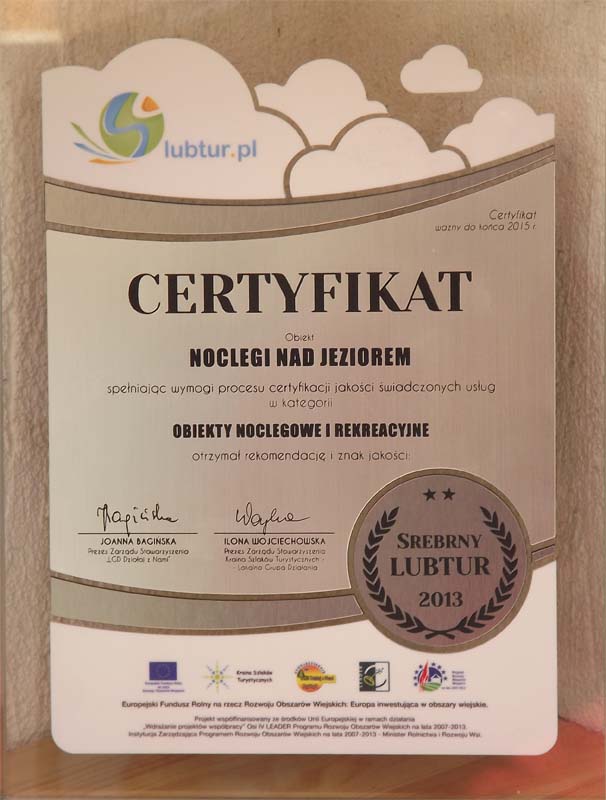 lubtur.pl
Certyfikat
ważny do końca 2015 r.
CERTYFIKAT
Obiekt
NOCLEGI NAD JEZIOREM
spełniając wymogi procesu certyfikacji jakości świadczonych usług
w kategorii
OBIEKTY NOCLEGOWE I REKREACYJNE
otrzymał rekomendację i znak jakości:
JOANNA BAGIŃSKA
Prezes Zarządu Stowarzyszenia
"LGD Działaj z Nami"
ILONA WOJCIECHOWSKA
Prezes Zarządu Stowarzyszenia
Kraina Szlaków Turystycznych -
- Lokalna Grupa Działania
SREBRNY
LUBTUR
2013
Kraina Szlaków
Turystycznych
Europejski Fundusz Rolny na rzecz Rozwoju Obszarów Wiejskich: Europa inwestująca w obszary wiejskie.
Projekt współfinansowany ze środków Unii Europejskiej w ramach działania
„Wdrażanie projektów współpracy" Osi IV LEADER Programu Rozwoju Obszarów Wiejskich na lata 2007-2013.
Instytucja Zarządzająca Programem Rozwoju Obszarów Wiejskich na lata 2007-2013 - Minister Rolnictwa i Rozwoju Wsi.